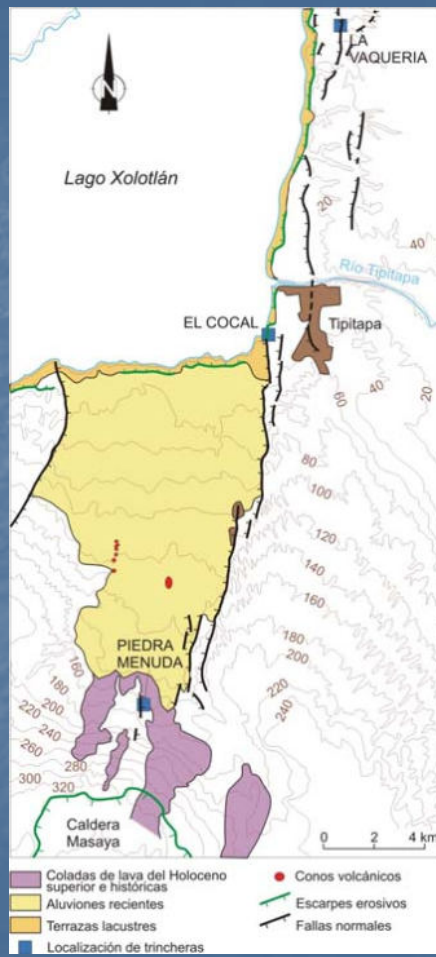 LA
VAQUERIA
N
Lago Xolotlán
20
40
Río Tipitapa
EL COCAL
Tipitapa
60
40
20
80
100
120
140
160
200
220
240
PIEDRA
MENUDA
160
180
200
220
240
260
280
300
320
Caldera
Masaya
0 2 4 km
Coladas de lava del Holoceno
superior e históricas
Aluviones recientes
Terrazas lacustres
Localización de trincheras
Conos volcánicos
Escarpes erosivos
Fallas normales